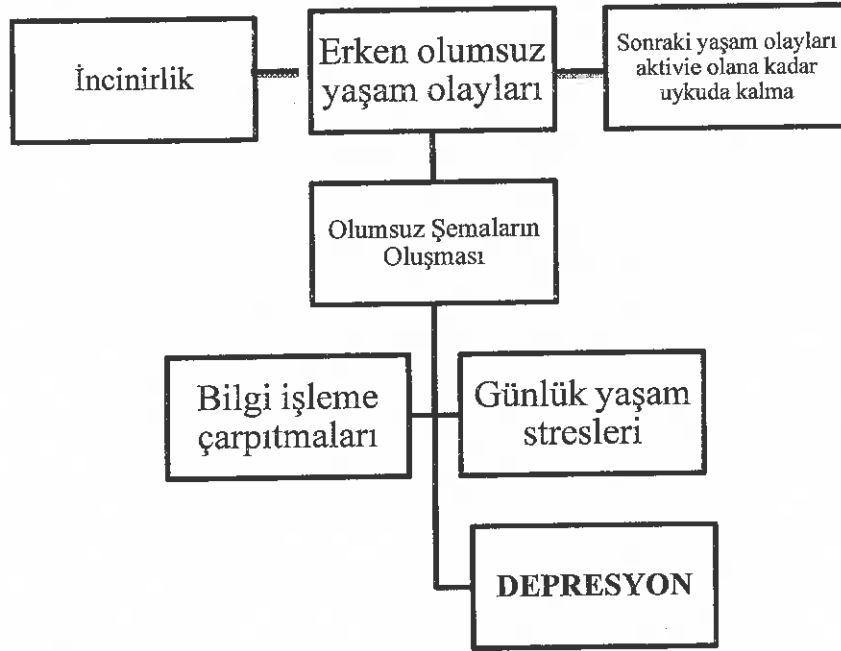 İncinirlik
Erken olumsuz
yaşam olayları
Sonraki yaşam olayları
aktivie olana kadar
uykuda kalma
Olumsuz Şemaların
Oluşması
Bilgi işleme
çarpıtmaları
Günlük yaşam
stresleri
DEPRESYON